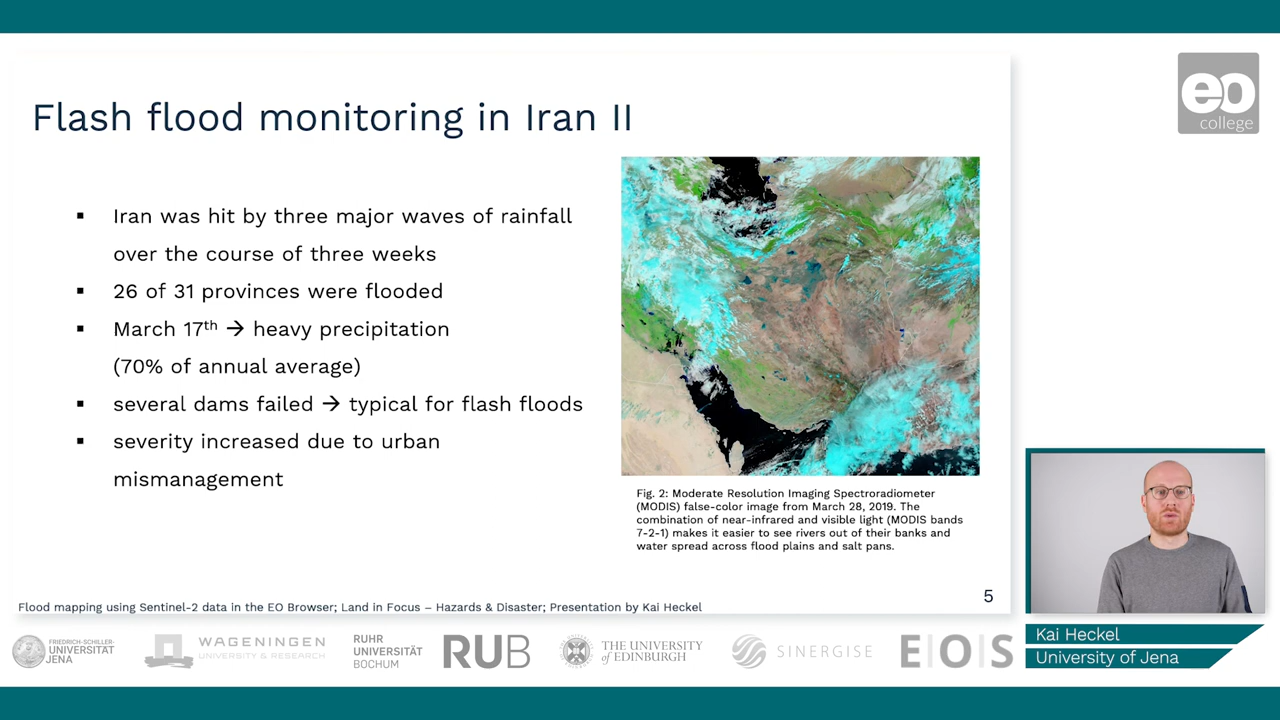 eo
college
Flash flood monitoring in Iran II
▪ Iran was hit by three major waves of rainfall
over the course of three weeks
▪ 26 of 31 provinces were flooded
▪ March 17th → heavy precipitation
(70% of annual average)
▪ several dams failed → typical for flash floods
▪ severity increased due to urban
mismanagement
Fig. 2: Moderate Resolution Imaging Spectroradiometer
(MODIS) false-color image from March 28, 2019. The
combination of near-infrared and visible light (MODIS bands
7-2-1) makes it easier to see rivers out of their banks and
water spread across flood plains and salt pans.
5
Flood mapping using Sentinel-2 data in the EO Browser; Land in Focus – Hazards & Disaster; Presentation by Kai Heckel
Kai Heckel
University of Jena
FRIEDRICH-SCHILLER-
UNIVERSITÄT
JENA
WAGENINGEN
UNIVERSITY & RESEARCH
RUHR
UNIVERSITÄT
BOCHUM
RUB
THE UNIVERSITY
of EDINBURGH
SINERGISE
E|O|S